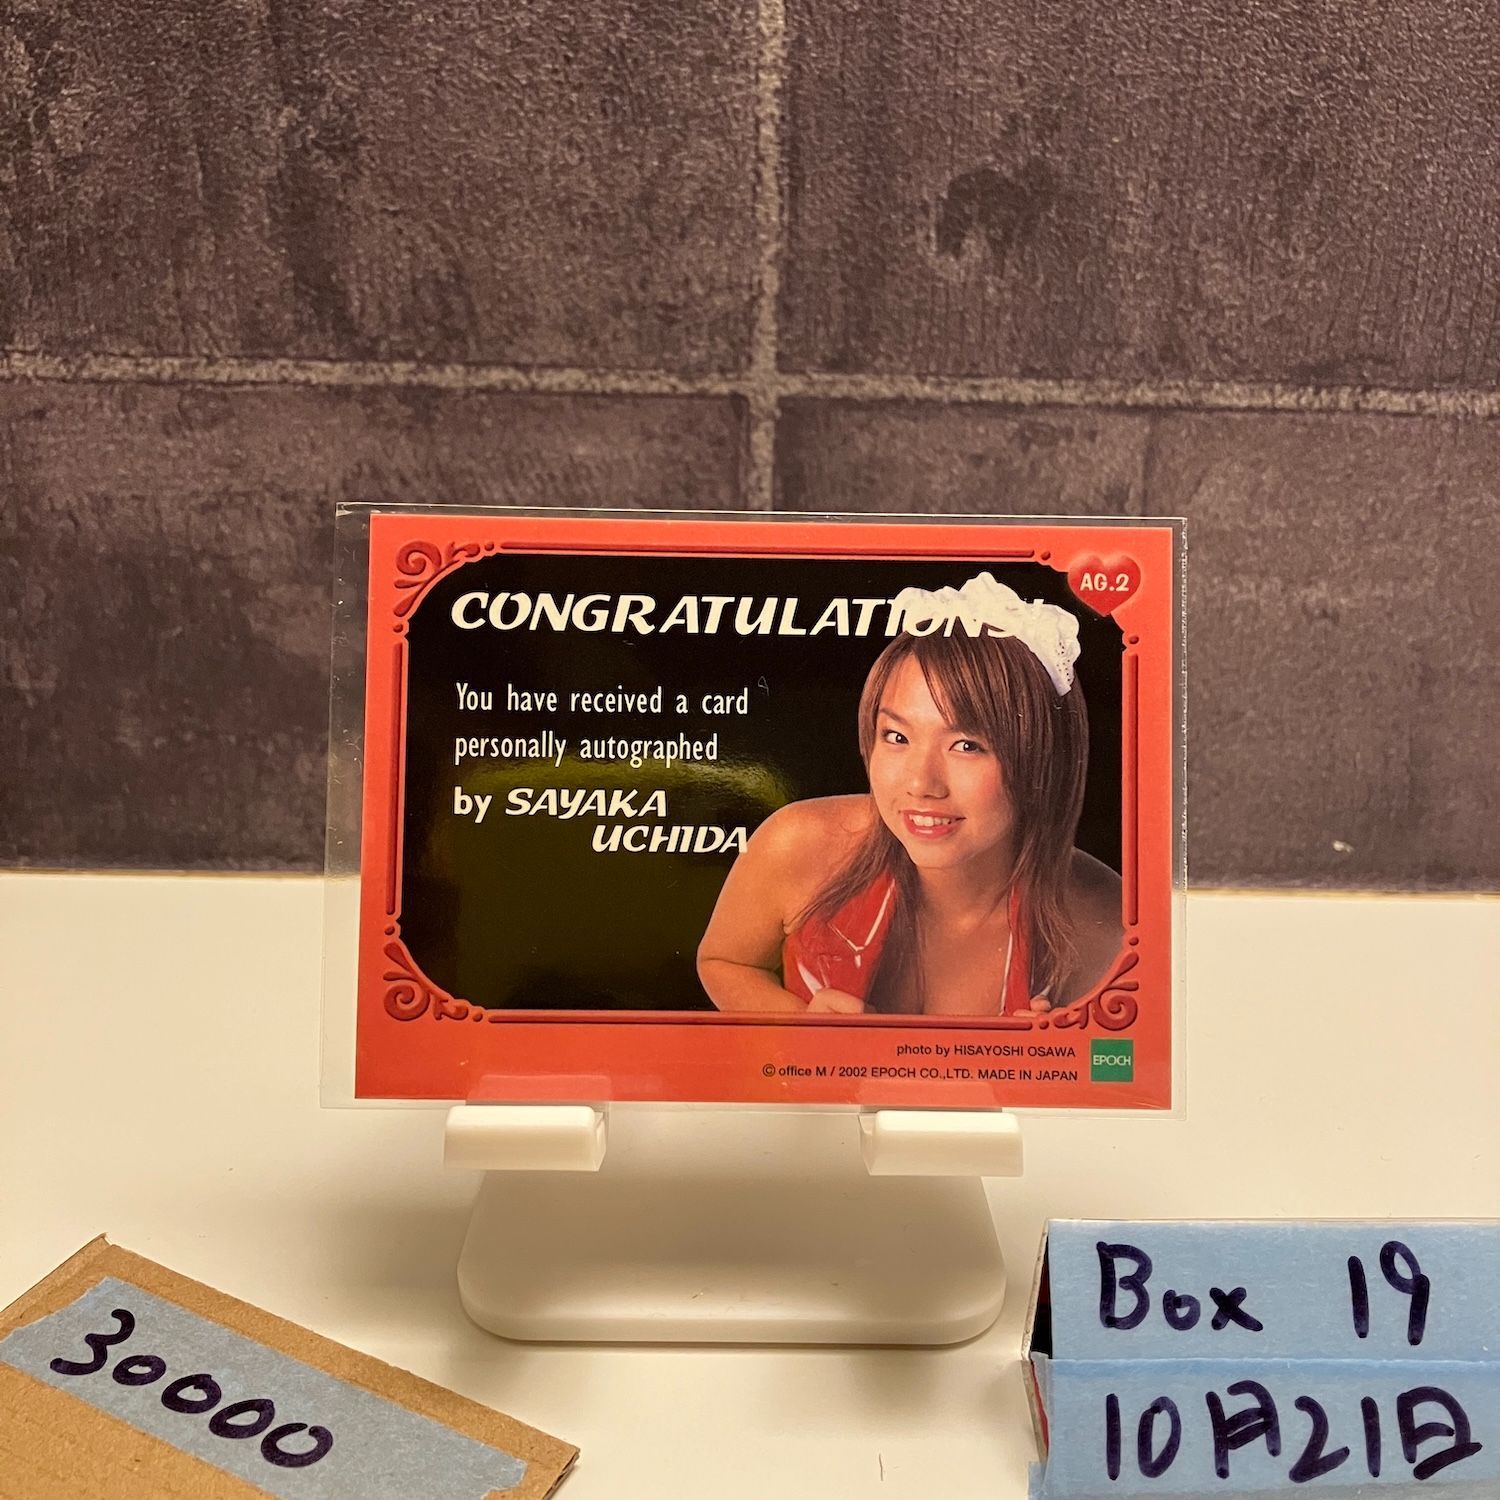 AG.2
CONGRATULATIONS!
You have received a card
personally autographed
by SAYAKA
UCHIDA
photo by HISAYOSHI OSAWA
© office M / 2002 EPOCH CO.,LTD. MADE IN JAPAN
EPOCH
30000
Box 19
10月21日